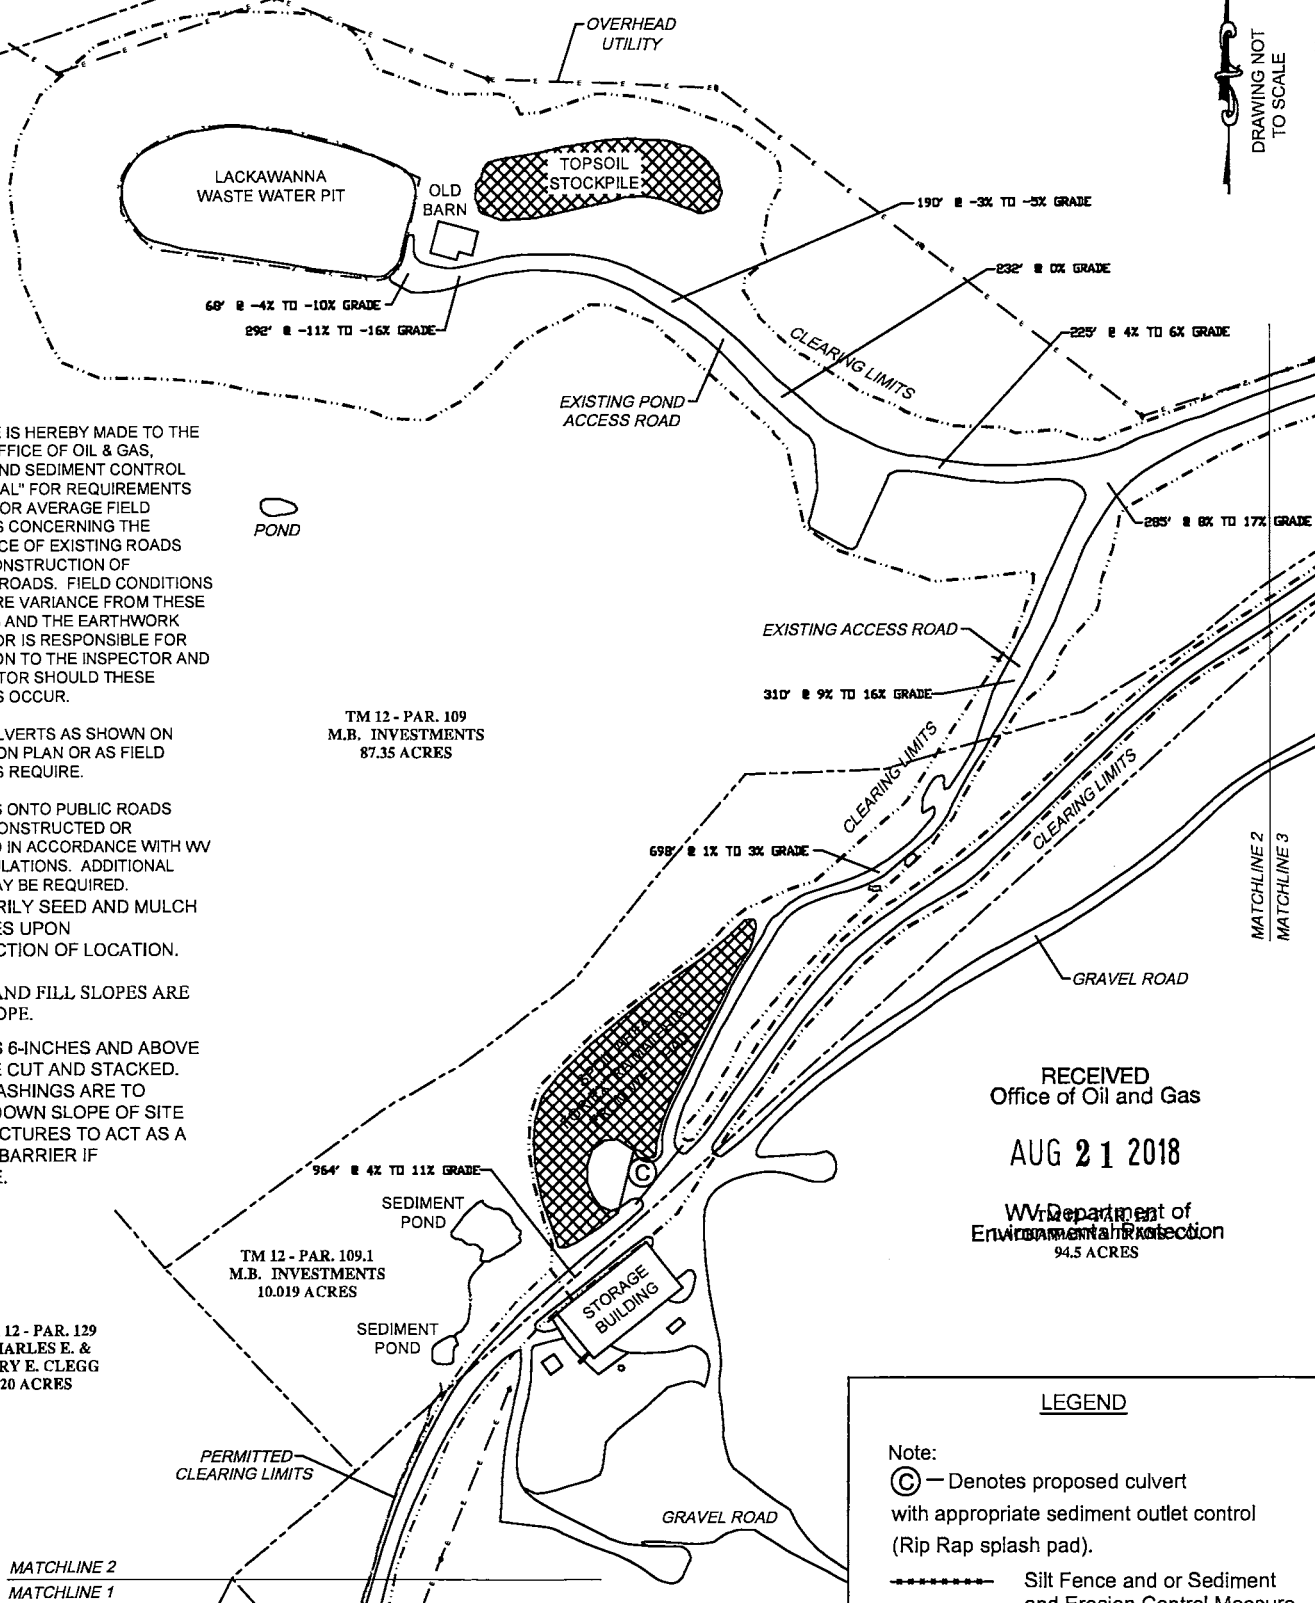 OVERHEAD
UTILITY
DRAWING NOT
TO SCALE
LACKAWANNA
WASTE WATER PIT
OLD
BARN
TOPSOIL
STOCKPILE
190' @ -3% TO -5% GRADE
232' @ 0% GRADE
225' @ 4% TO 6% GRADE
68' @ -4% TO -10% GRADE
292' @ -11% TO -16% GRADE
CLEARING LIMITS
EXISTING POND
ACCESS ROAD
285' @ 8% TO 17% GRADE
IS HEREBY MADE TO THE
FFICE OF OIL & GAS,
ND SEDIMENT CONTROL
AL" FOR REQUIREMENTS
OR AVERAGE FIELD
S CONCERNING THE
CE OF EXISTING ROADS
ONSTRUCTION OF
ROADS. FIELD CONDITIONS
RE VARIANCE FROM THESE
AND THE EARTHWORK
OR IS RESPONSIBLE FOR
ON TO THE INSPECTOR AND
TOR SHOULD THESE
S OCCUR.
LVERTS AS SHOWN ON
ON PLAN OR AS FIELD
S REQUIRE.
S ONTO PUBLIC ROADS
ONSTRUCTED OR
IN ACCORDANCE WITH WV
LATIONS. ADDITIONAL
AY BE REQUIRED.
RILY SEED AND MULCH
ES UPON
CTION OF LOCATION.
AND FILL SLOPES ARE
OPE.
S 6-INCHES AND ABOVE
E CUT AND STACKED.
ASHINGS ARE TO
OWN SLOPE OF SITE
CTURES TO ACT AS A
BARRIER IF
E.
POND
EXISTING ACCESS ROAD
310' @ 9% TO 16% GRADE
TM 12 - PAR. 109
M.B. INVESTMENTS
87.35 ACRES
CLEARING LIMITS
CLEARING LIMITS
698' @ 1% TO 3% GRADE
MATCHLINE 2
MATCHLINE 3
GRAVEL ROAD
RECEIVED
Office of Oil and Gas
AUG 21 2018
WV Department of
Environmental Protection
94.5 ACRES
C
964' @ 4% TO 11% GRADE
SEDIMENT
POND
TM 12 - PAR. 109.1
M.B. INVESTMENTS
10.019 ACRES
STORAGE
BUILDING
SEDIMENT
POND
12 - PAR. 129
HARLES E. &
RY E. CLEGG
20 ACRES
PERMITTED
CLEARING LIMITS
GRAVEL ROAD
MATCHLINE 2
MATCHLINE 1
LEGEND
Note:
C — Denotes proposed culvert
with appropriate sediment outlet control
(Rip Rap splash pad).
Silt Fence and or Sediment
and Erosion Control Measure